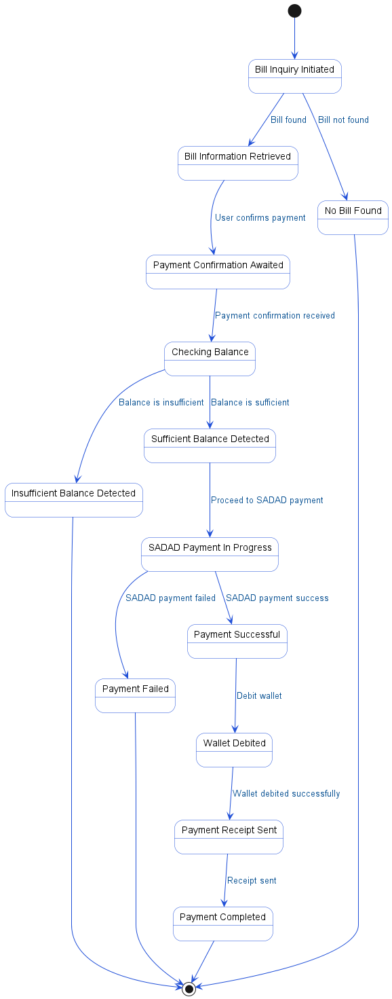 Bill Inquiry Initiated
Bill found
Bill not found
Bill Information Retrieved
No Bill Found
User confirms payment
Payment Confirmation Awaited
Payment confirmation received
Checking Balance
Balance is insufficient
Balance is sufficient
Sufficient Balance Detected
Insufficient Balance Detected
Proceed to SADAD payment
SADAD Payment In Progress
SADAD payment failed
SADAD payment success
Payment Successful
Payment Failed
Debit wallet
Wallet Debited
Wallet debited successfully
Payment Receipt Sent
Receipt sent
Payment Completed